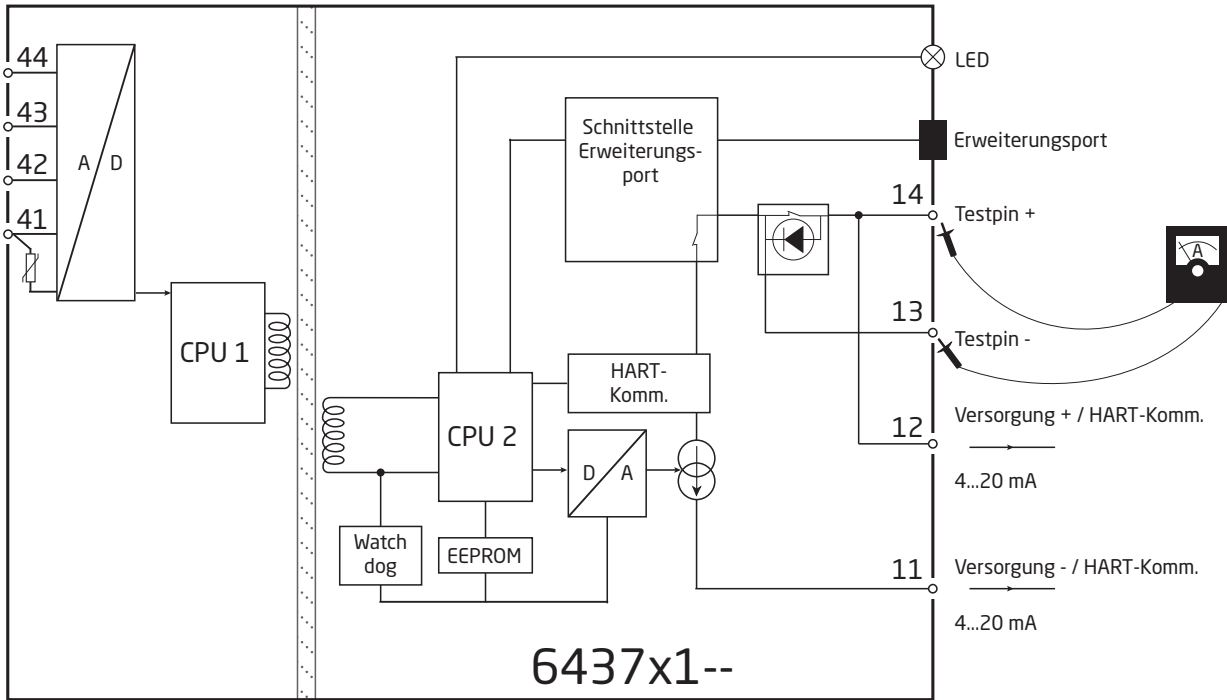 44
43
42
41
A
D
CPU 1
LED
Schnittstelle
Erweiterungs-
port
Erweiterungsport
14
Testpin +
A
13
Testpin -
HART-
Komm.
CPU 2
D
A
12
Versorgung + / HART-Komm.
4...20 mA
Watch
dog
EEPROM
11
Versorgung - / HART-Komm.
4...20 mA
6437x1--